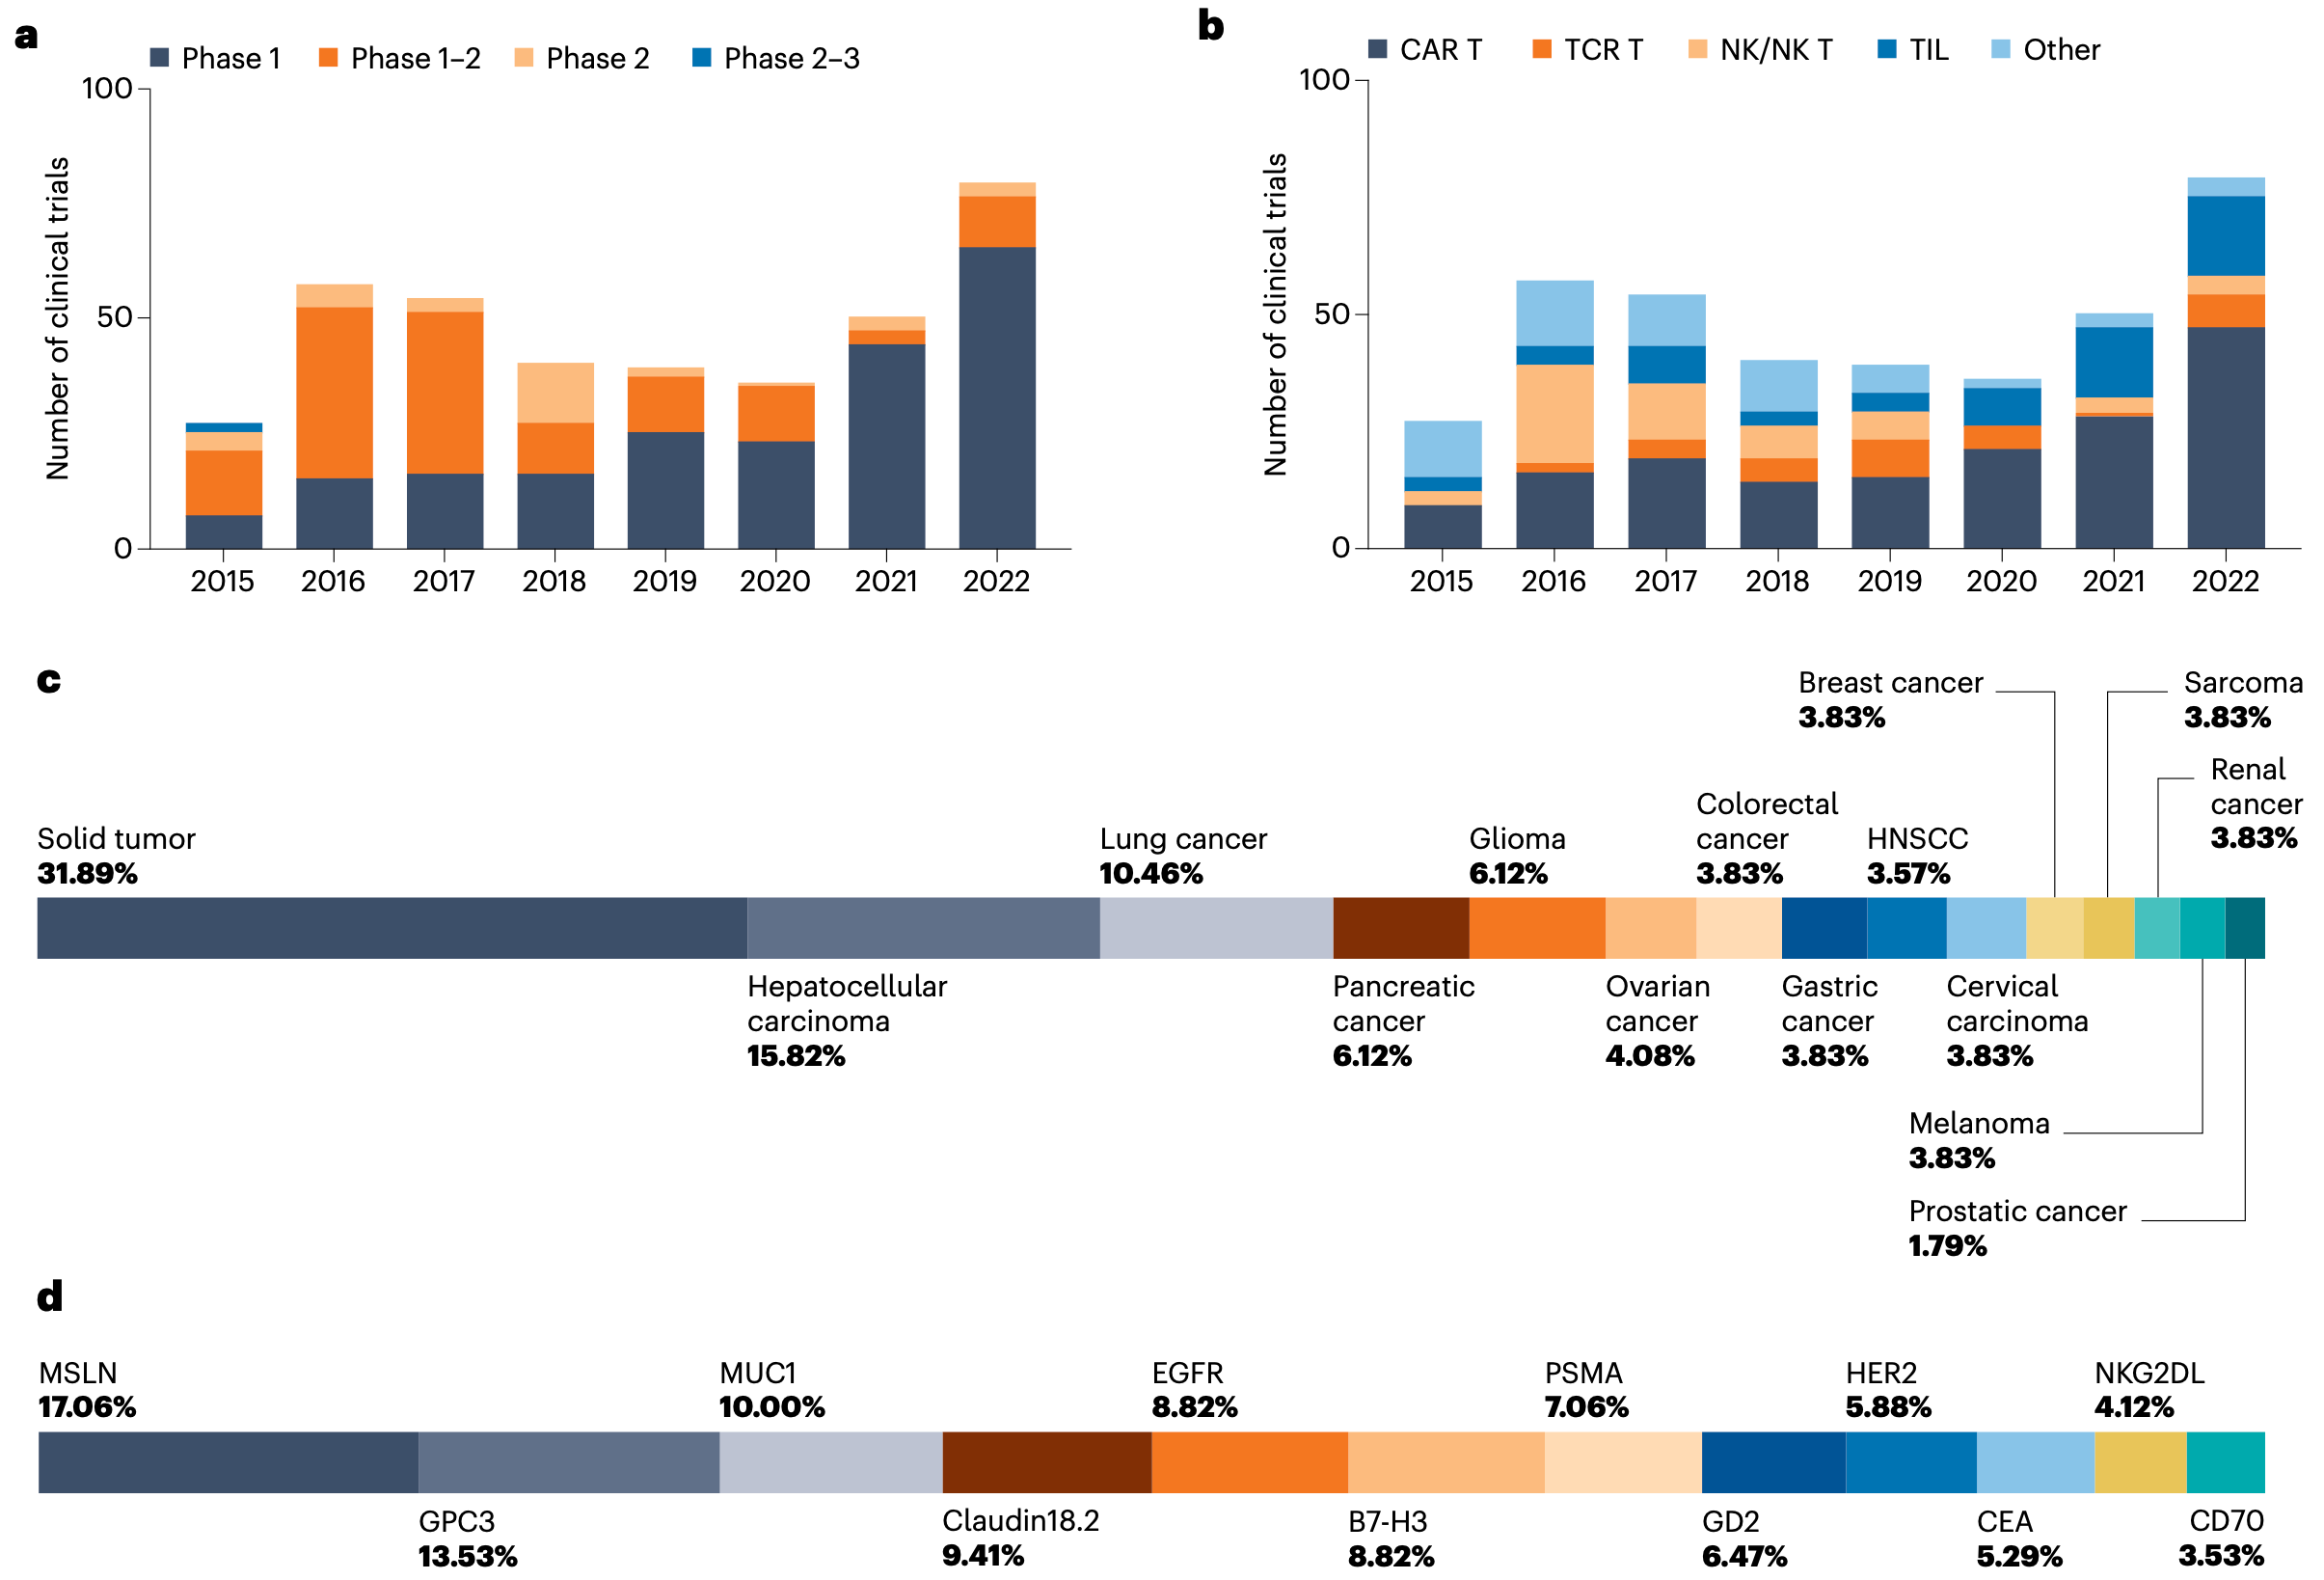 a
Phase 1
Phase 1–2
Phase 2
Phase 2–3
Number of clinical trials
100
50
0
2015
2016
2017
2018
2019
2020
2021
2022
b
CAR T
TCR T
NK/NK T
TIL
Other
Number of clinical trials
100
50
0
2015
2016
2017
2018
2019
2020
2021
2022
c
Breast cancer
3.83%
Sarcoma
3.83%
Renal
cancer
3.83%
Solid tumor
31.89%
Lung cancer
10.46%
Glioma
6.12%
Colorectal
cancer
3.83%
HNSCC
3.57%
Hepatocellular
carcinoma
15.82%
Pancreatic
cancer
6.12%
Ovarian
cancer
4.08%
Gastric
cancer
3.83%
Cervical
carcinoma
3.83%
Melanoma
3.83%
Prostatic cancer
1.79%
d
MSLN
17.06%
MUC1
10.00%
EGFR
8.82%
PSMA
7.06%
HER2
5.88%
NKG2DL
4.12%
GPC3
13.53%
Claudin18.2
9.41%
B7-H3
8.82%
GD2
6.47%
CEA
5.29%
CD70
3.53%